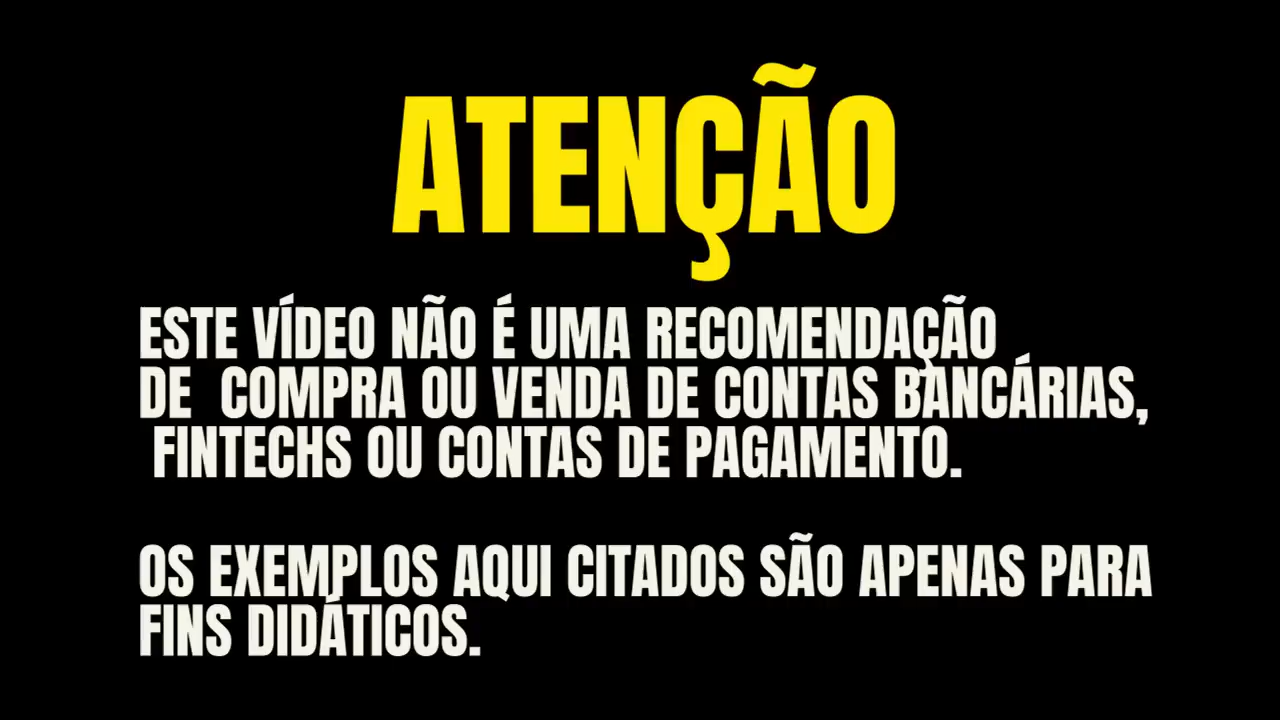 ATENÇÃO
ESTE VÍDEO NÃO É UMA RECOMENDAÇÃO
DE COMPRA OU VENDA DE CONTAS BANCÁRIAS,
FINTECHS OU CONTAS DE PAGAMENTO.
OS EXEMPLOS AQUI CITADOS SÃO APENAS PARA
FINS DIDÁTICOS.